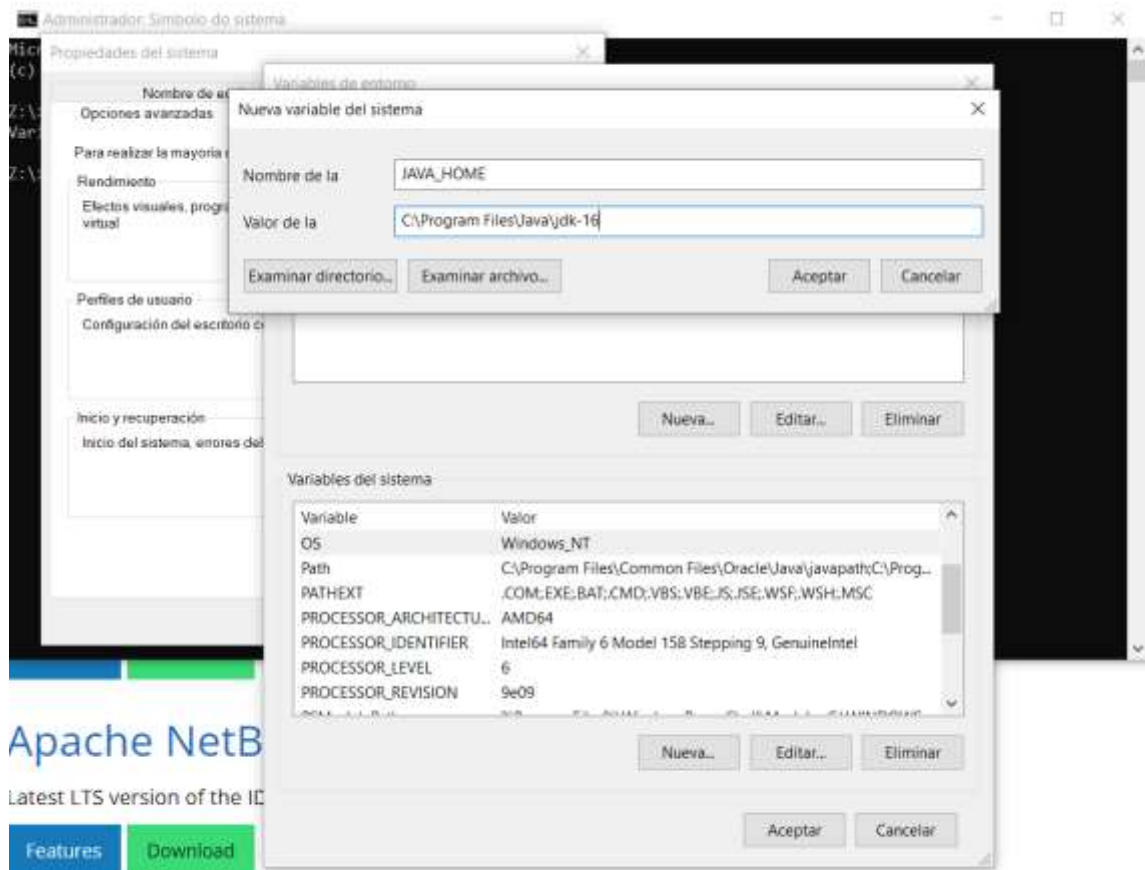 Administrador: Símbolo do sistema
Micr
Propiedades del sistema
(c)
Variables de entorno
Nombre de e
Nueva variable del sistema
Z:\
Opciones avanzadas
Var
Para realizar la mayoría
Nombre de la
JAVA_HOME
Z:\
Rendimiento
Efectos visuales, progr
virtual
Valor de la
C:\Program Files\Java\jdk-16
Examinar directorio...
Examinar archivo...
Aceptar
Cancelar
Perfiles de usuario
Configuración del escritorio c
Nueva...
Editar...
Eliminar
Inicio y recuperación
Inicio del sistema, errores del
Variables del sistema
Variable Valor
OS Windows_NT
Path C:\Program Files\Common Files\Oracle\Java\javapath;C:\Prog...
PATHEXT .COM;.EXE;.BAT;.CMD;.VBS;.VBE;.JS;.JSE;.WSF;.WSH;.MSC
PROCESSOR_ARCHITECTU... AMD64
PROCESSOR_IDENTIFIER Intel64 Family 6 Model 158 Stepping 9, GenuineIntel
PROCESSOR_LEVEL 6
PROCESSOR_REVISION 9e09
Nueva...
Editar...
Eliminar
Apache NetB
Latest LTS version of the ID
Aceptar
Cancelar
Features
Download